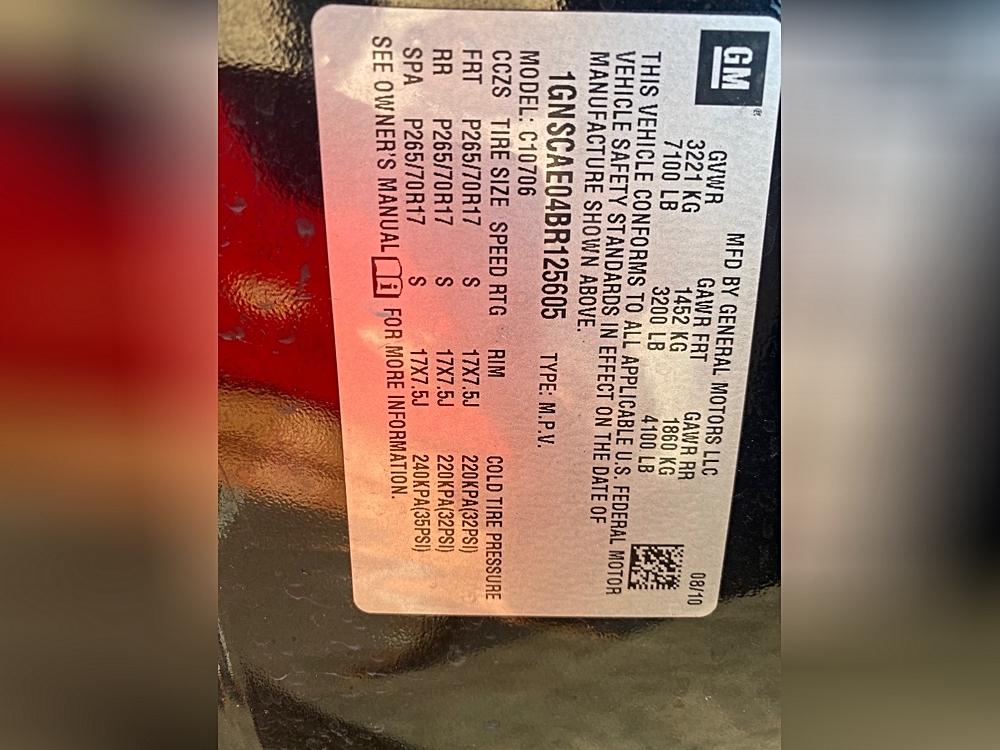 GM
MFD BY GENERAL MOTORS LLC 08/10
GVWR GAWR FRT GAWR RR
3221 KG 1452 KG 1860 KG
7100 LB 3200 LB 4100 LB
THIS VEHICLE CONFORMS TO ALL APPLICABLE U.S. FEDERAL MOTOR
VEHICLE SAFETY STANDARDS IN EFFECT ON THE DATE OF
MANUFACTURE SHOWN ABOVE.
1GNSCAE04BR125605 TYPE: M.P.V.
MODEL: C10706
CCZS TIRE SIZE SPEED RTG RIM COLD TIRE PRESSURE
FRT P265/70R17 S 17X7.5J 220KPA(32PSI)
RR P265/70R17 S 17X7.5J 220KPA(32PSI)
SPA P265/70R17 S 17X7.5J 240KPA(35PSI)
SEE OWNER'S MANUAL FOR MORE INFORMATION.